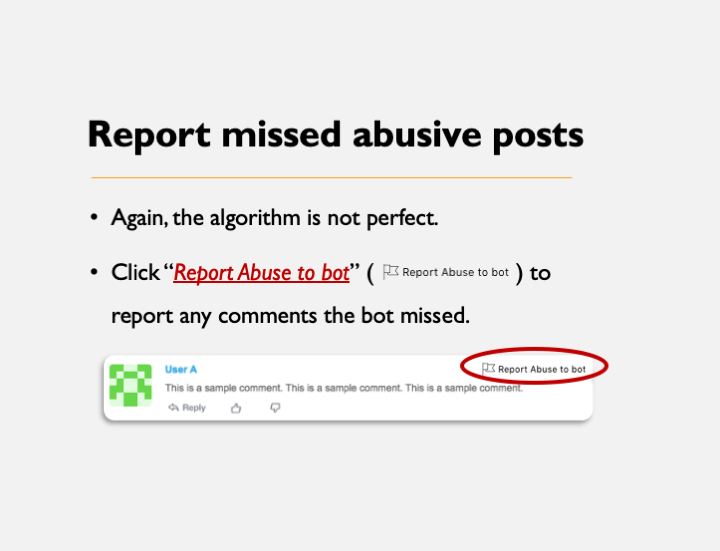 Report missed abusive posts
• Again, the algorithm is not perfect.
• Click “Report Abuse to bot” ( Report Abuse to bot ) to
report any comments the bot missed.
User A
Report Abuse to bot
This is a sample comment. This is a sample comment. This is a sample comment.
Reply